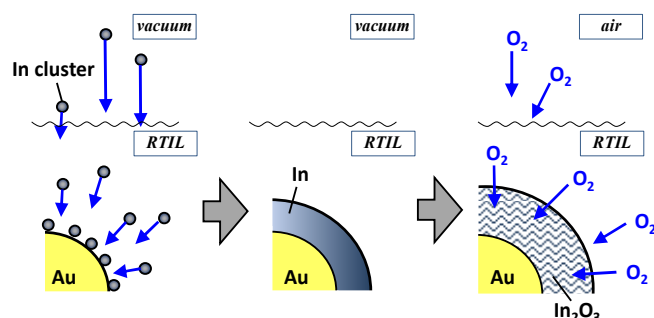 vacuum
In cluster
RTIL
Au
vacuum
RTIL
In
Au
air
O₂
O₂
RTIL
O₂
O₂
O₂
O₂
Au
In₂O₃